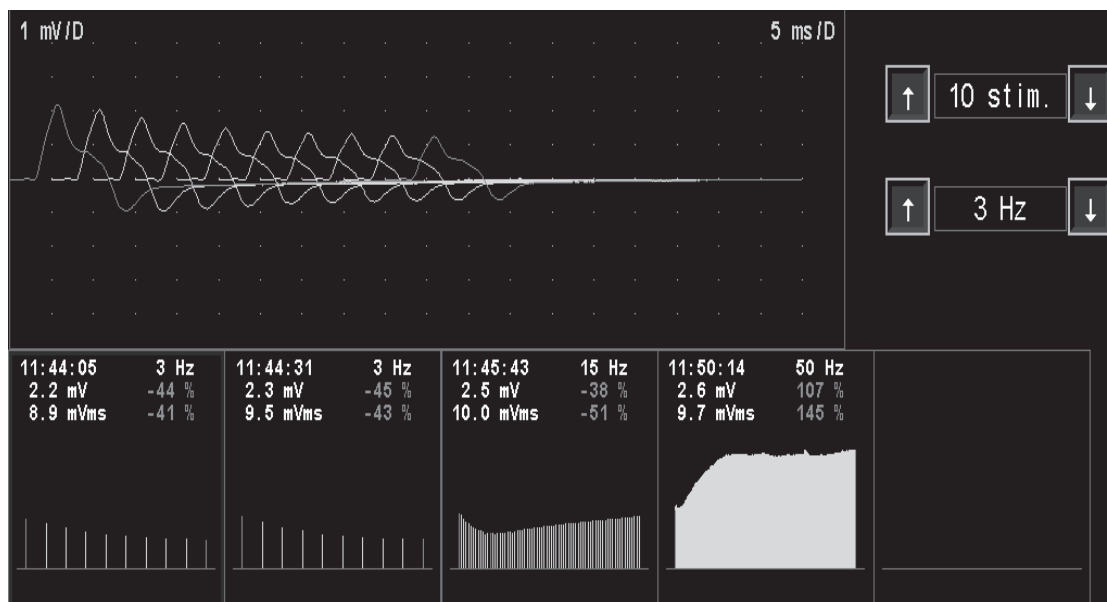 1 mV/D 5 ms/D
↑ 10 stim. ↓
↑ 3 Hz ↓
11:44:05 3 Hz
2.2 mV -44 %
8.9 mVms -41 %
11:44:31 3 Hz
2.3 mV -45 %
9.5 mVms -43 %
11:45:43 15 Hz
2.5 mV -38 %
10.0 mVms -51 %
11:50:14 50 Hz
2.6 mV 107 %
9.7 mVms 145 %